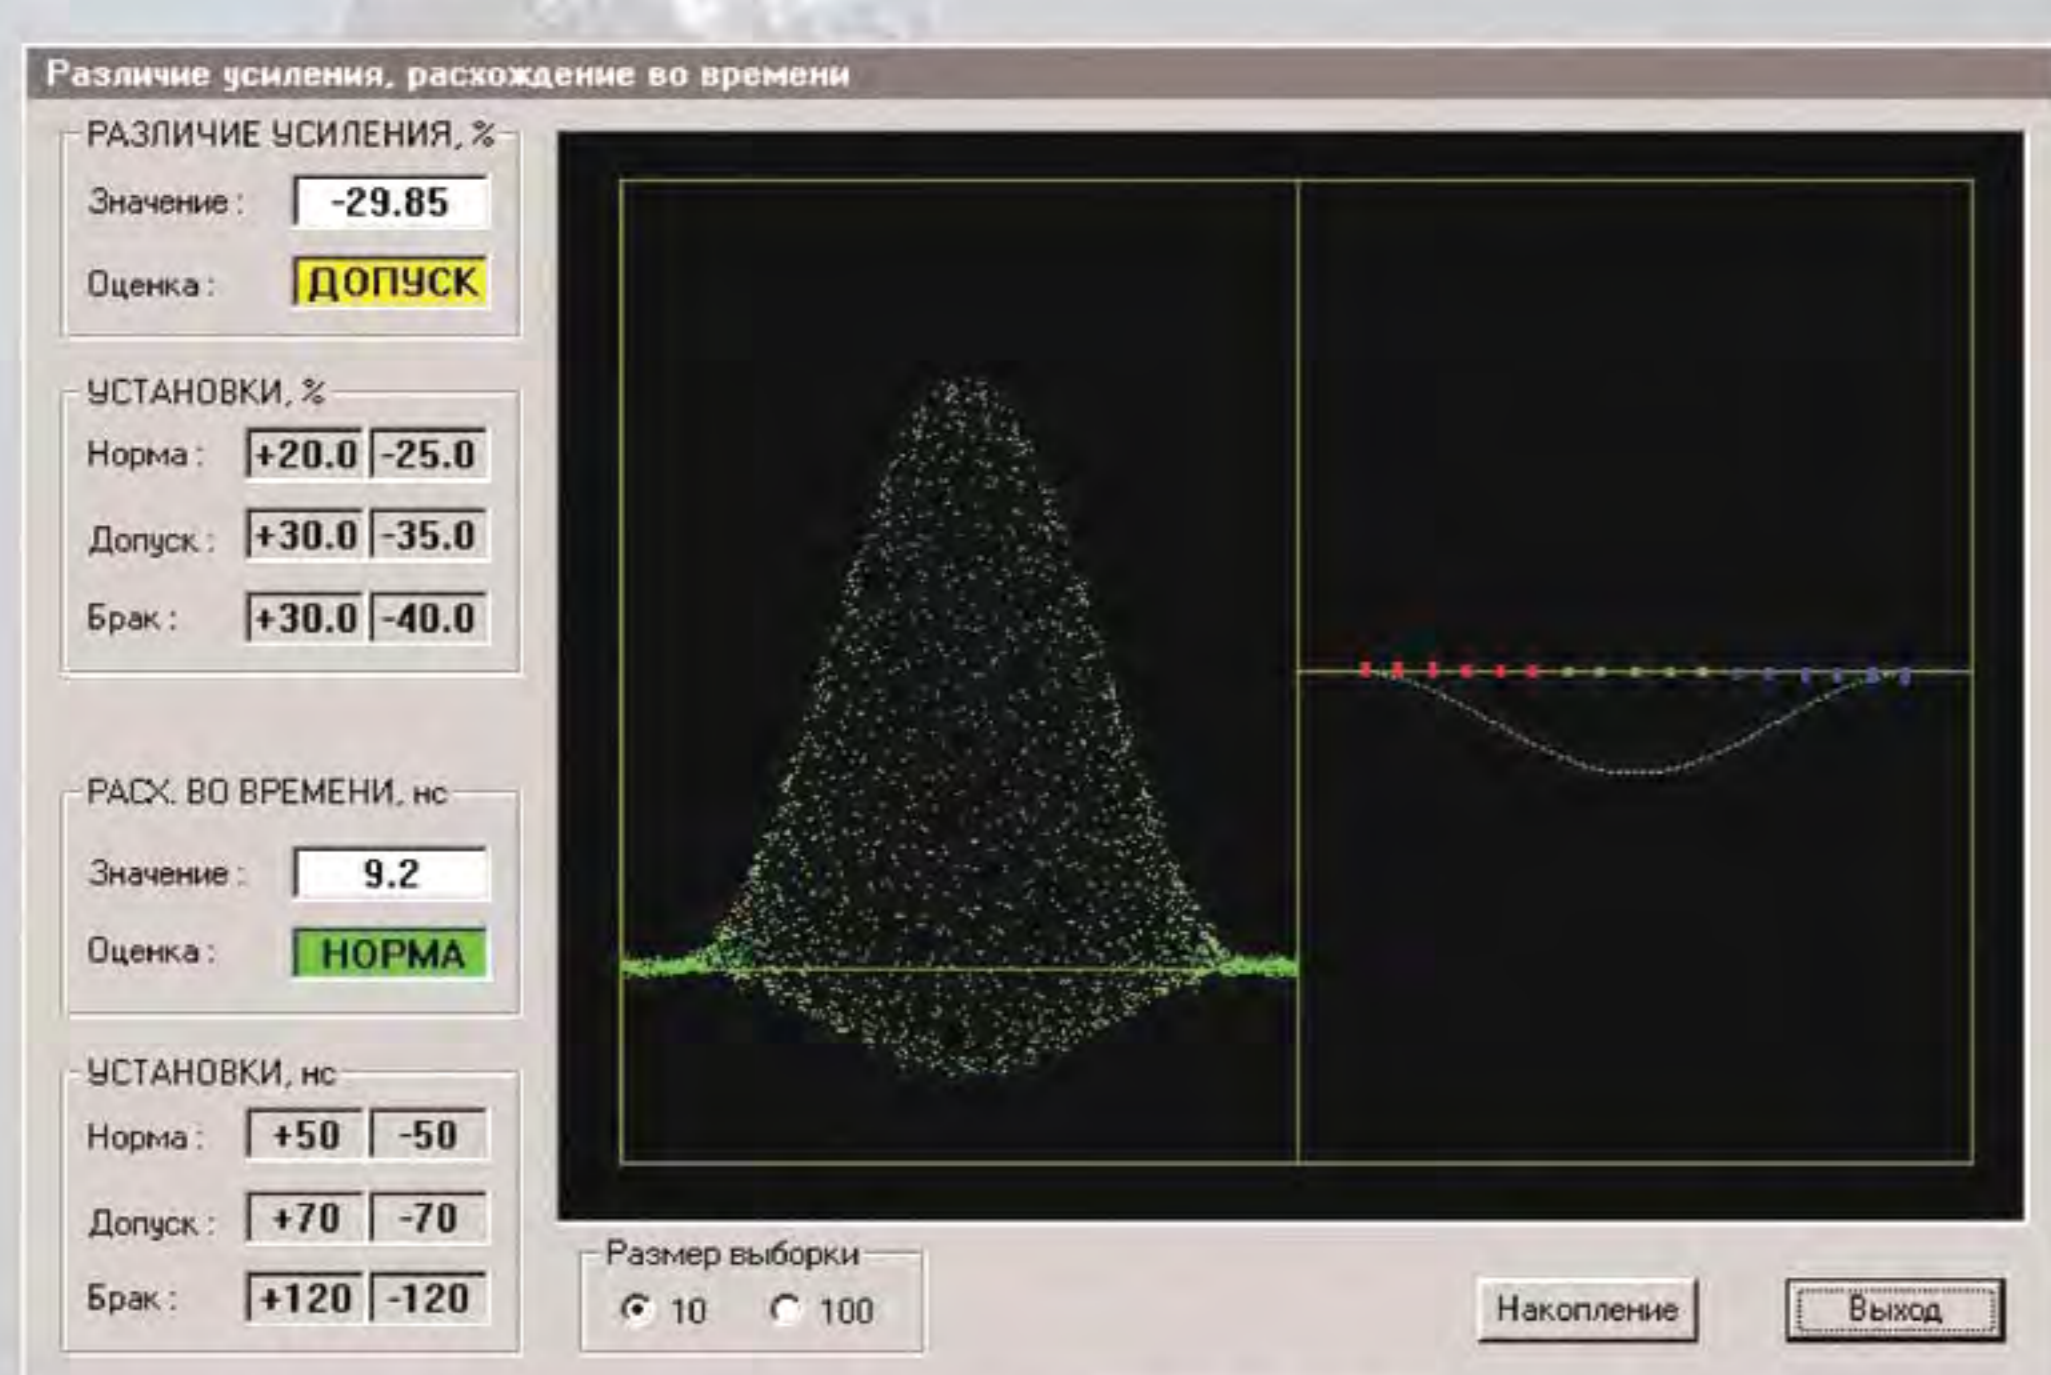 Различие усиления, расхождение во времени
РАЗЛИЧИЕ УСИЛЕНИЯ, %
Значение : -29.85
Оценка : ДОПУСК
УСТАНОВКИ, %
Норма : +20.0 -25.0
Допуск : +30.0 -35.0
Брак : +30.0 -40.0
РАСХ. ВО ВРЕМЕНИ, нс
Значение : 9.2
Оценка : НОРМА
УСТАНОВКИ, нс
Норма : +50 -50
Допуск : +70 -70
Брак : +120 -120
Размер выборки
10 100
Накопление
Выход